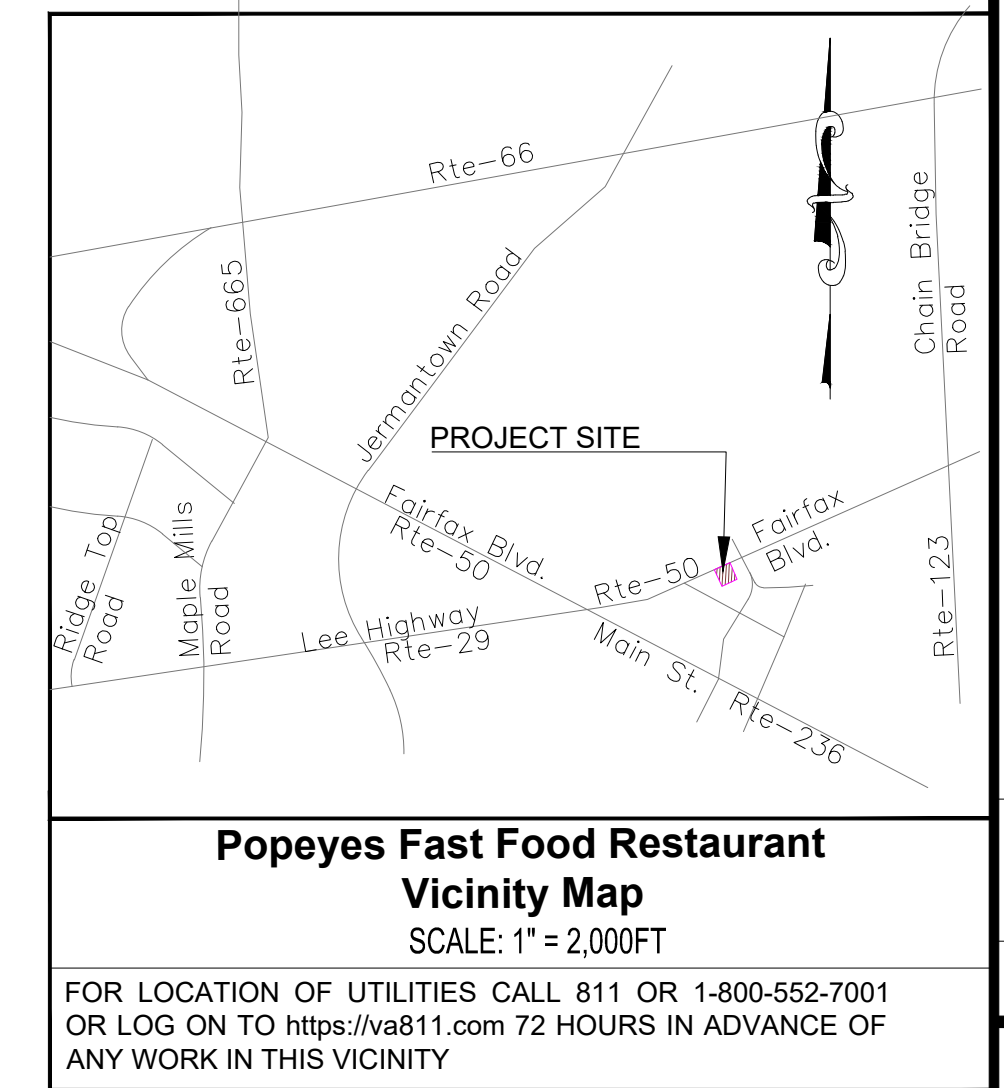 Rte-66
Rte-665
Jermantown Road
Chain Bridge
Road
PROJECT SITE
Fairfax Blvd.
Rte-50
Fairfax
Blvd.
Rte-50
Ridge Top
Road
Maple Mills
Road
Lee Highway
Rte-29
Main St.
Rte-236
Rte-123
Popeyes Fast Food Restaurant
Vicinity Map
SCALE: 1" = 2,000FT
FOR LOCATION OF UTILITIES CALL 811 OR 1-800-552-7001
OR LOG ON TO https://va811.com 72 HOURS IN ADVANCE OF
ANY WORK IN THIS VICINITY